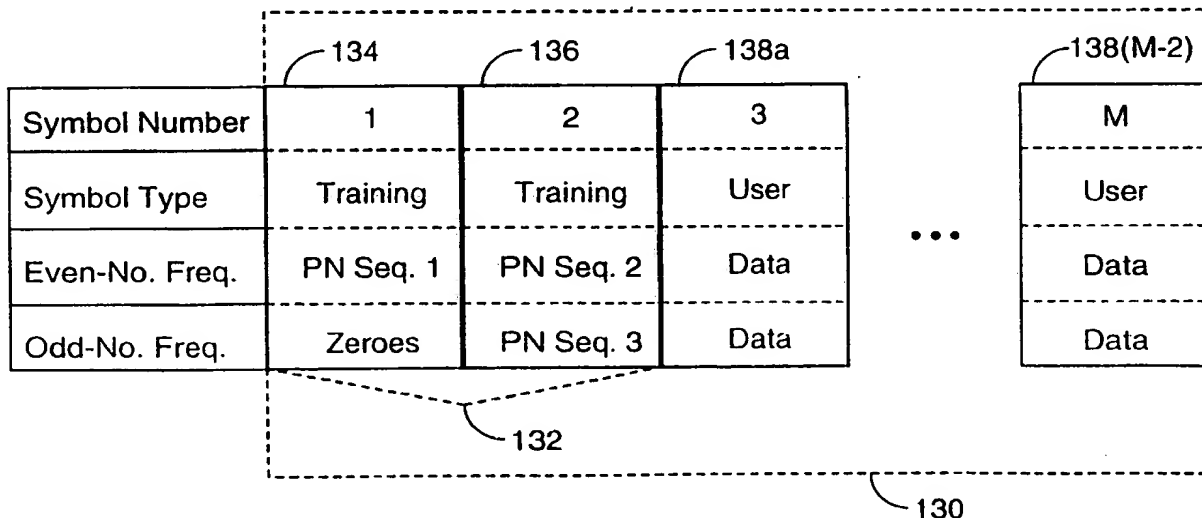 134 136 138a 138(M-2)
Symbol Number 1 2 3 M
Symbol Type Training Training User User
Even-No. Freq. PN Seq. 1 PN Seq. 2 Data Data
Odd-No. Freq. Zeroes PN Seq. 3 Data Data
132
130